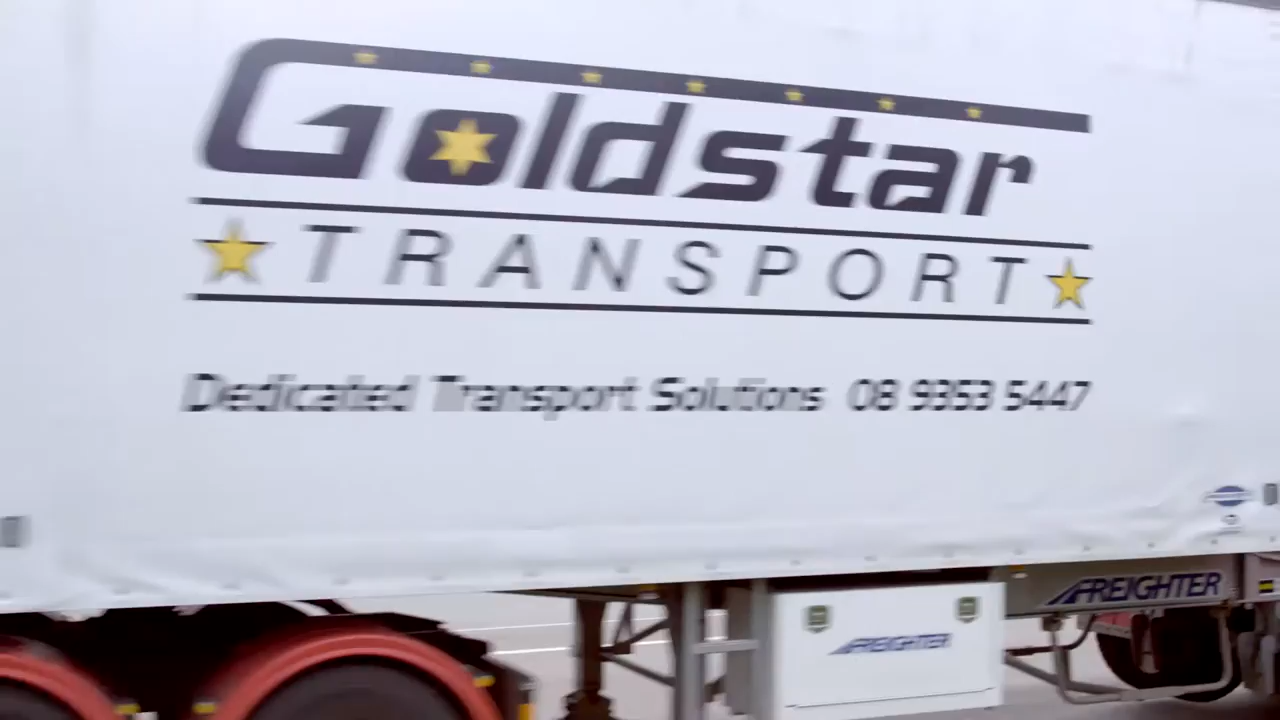 Goldstar
TRANSPORT
Dedicated Transport Solutions 08 9353 5447
FREIGHTER
FREIGHTER